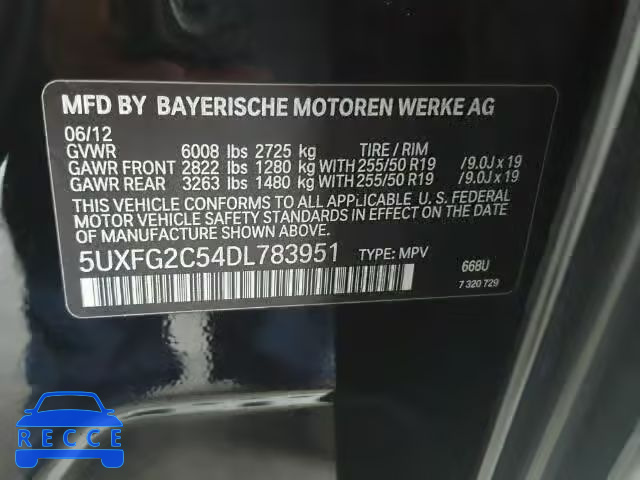 MFD BY BAYERISCHE MOTOREN WERKE AG
06/12
GVWR 6008 lbs 2725 kg TIRE / RIM
GAWR FRONT 2822 lbs 1280 kg WITH 255/50 R19 /9.0J x 19
GAWR REAR 3263 lbs 1480 kg WITH 255/50 R19 /9.0J x 19
THIS VEHICLE CONFORMS TO ALL APPLICABLE U. S. FEDERAL
MOTOR VEHICLE SAFETY STANDARDS IN EFFECT ON THE DATE
OF MANUFACTURE SHOWN ABOVE.
5UXFG2C54DL783951 TYPE: MPV
668U
7 320 729
RECCE